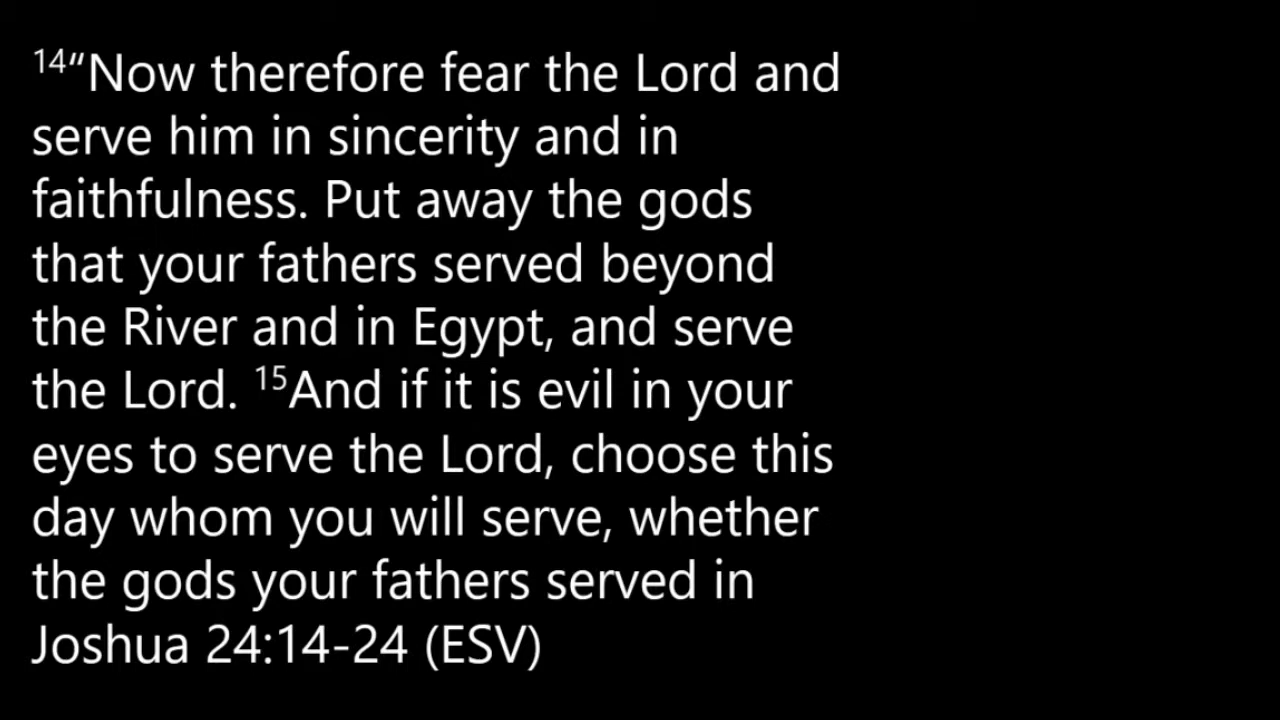 14“Now therefore fear the Lord and
serve him in sincerity and in
faithfulness. Put away the gods
that your fathers served beyond
the River and in Egypt, and serve
the Lord. 15And if it is evil in your
eyes to serve the Lord, choose this
day whom you will serve, whether
the gods your fathers served in
Joshua 24:14-24 (ESV)